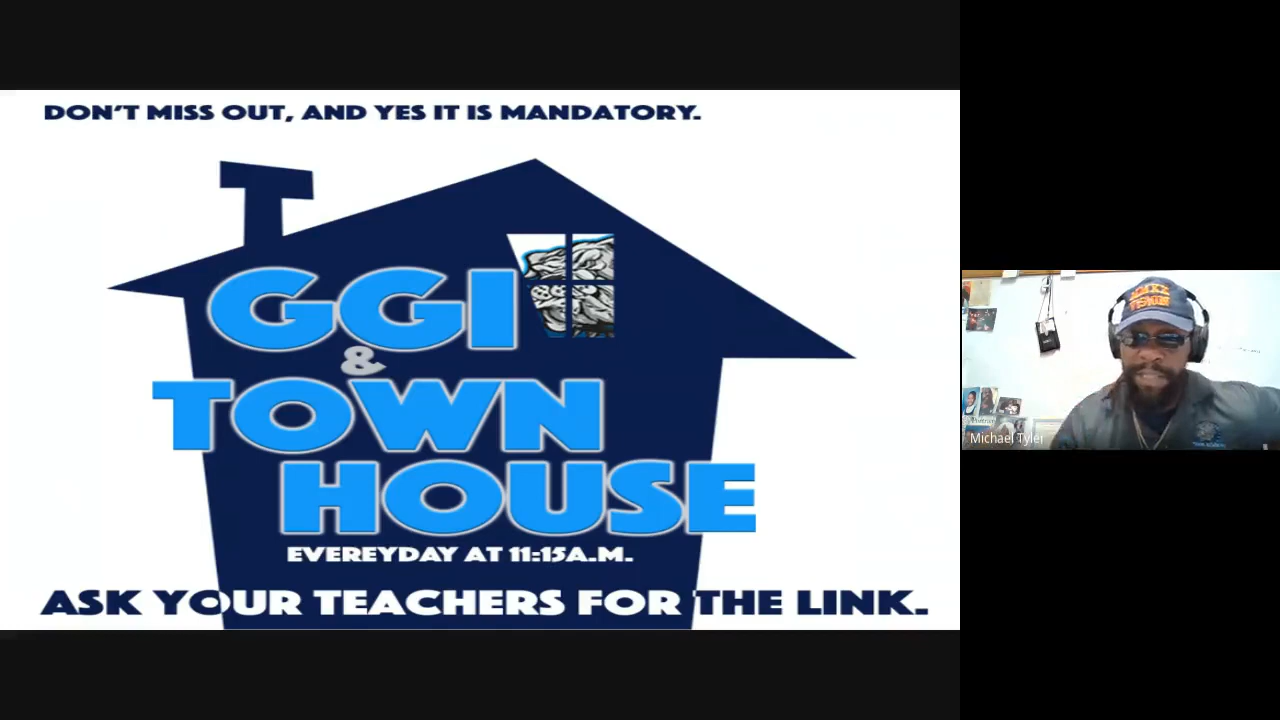 DON'T MISS OUT, AND YES IT IS MANDATORY.
GGI
&
TOWN
HOUSE
EVEREYDAY AT 11:15A.M.
ASK YOUR TEACHERS FOR THE LINK.
Michael Tyler